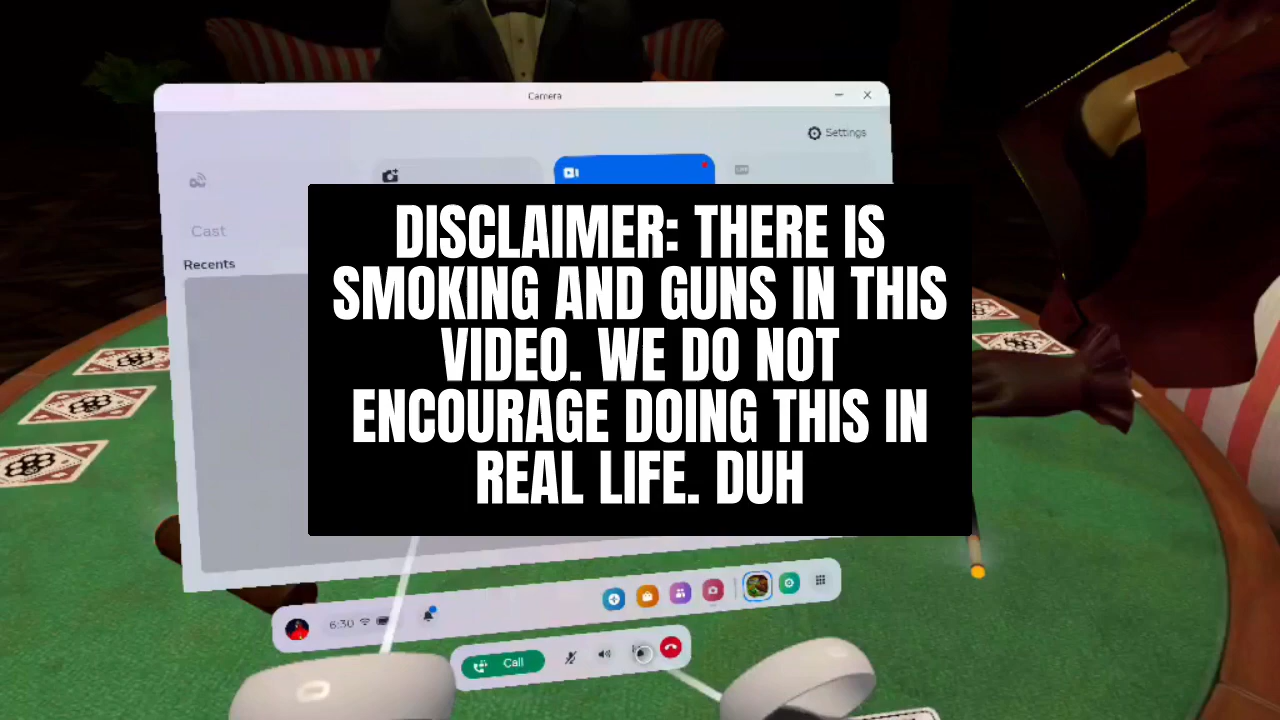 Camera
Settings
Cast
Recents
DISCLAIMER: THERE IS
SMOKING AND GUNS IN THIS
VIDEO. WE DO NOT
ENCOURAGE DOING THIS IN
REAL LIFE. DUH
6:30
Call